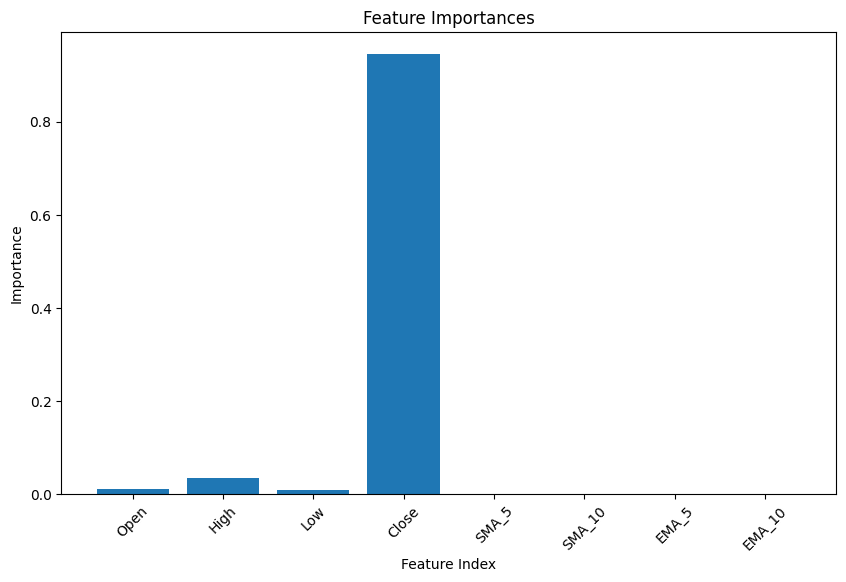 Feature Importances
Importance
0.8
0.6
0.4
0.2
0.0
Open
High
Low
Close
SMA_5
SMA_10
EMA_5
EMA_10
Feature Index